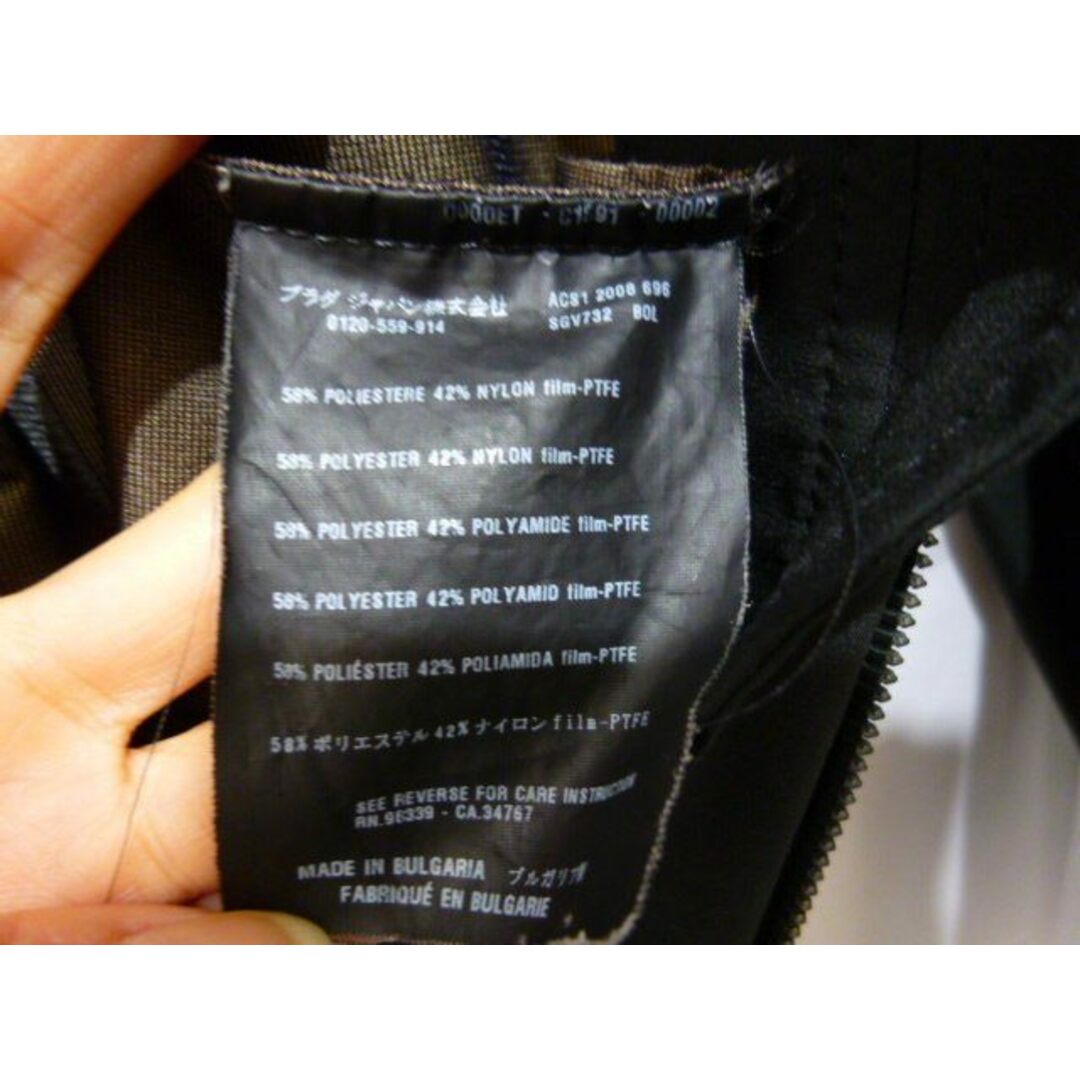 プラダ ジャパン株式会社
0120-559-914
ACS1 2008 696
SGV732 BOL
58% POLIESTERE 42% NYLON film-PTFE
58% POLYESTER 42% NYLON film-PTFE
58% POLYESTER 42% POLYAMIDE film-PTFE
58% POLYESTER 42% POLYAMID film-PTFE
58% POLIÉSTER 42% POLIAMIDA film-PTFE
58%ポリエステル 42%ナイロン film-PTFE
SEE REVERSE FOR CARE INSTRUCTION
RN.96339 - CA.34767
MADE IN BULGARIA ブルガリア製
FABRIQUÉ EN BULGARIE